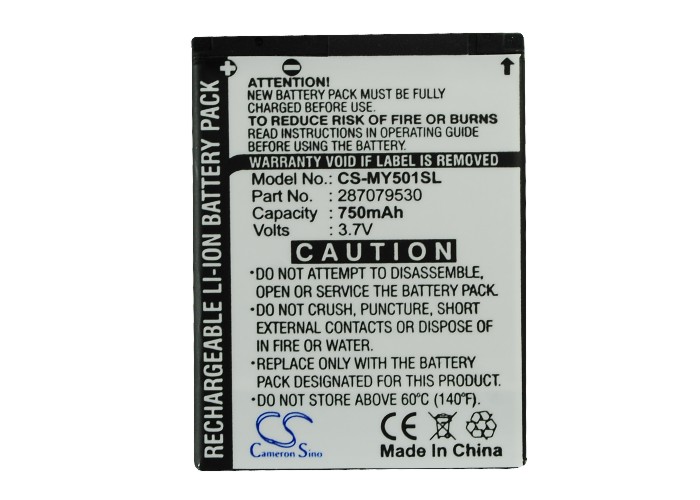 RECHARGEABLE LI-ION BATTERY PACK
+ -
ATTENTION!
NEW BATTERY PACK MUST BE FULLY
CHARGED BEFORE USE.
TO REDUCE RISK OF FIRE OR BURNS
READ INSTRUCTIONS IN OPERATING GUIDE
BEFORE USING BATTERY.
WARRANTY VOID IF LABEL IS REMOVED
Model No.: CS-MY501SL
Part No. : 287079530
Capacity : 750mAh
Volts : 3.7V
CAUTION
•DO NOT ATTEMPT TO DISASSEMBLE,
OPEN OR SERVICE THE BATTERY PACK.
•DO NOT CRUSH, PUNCTURE, SHORT
EXTERNAL CONTACTS OR DISPOSE OF
IN FIRE OR WATER.
•REPLACE ONLY WITH THE BATTERY
PACK DESIGNATED FOR THIS PRODUCT.
•DO NOT EXPOSE ABOVE 60°C (140°F)
CS
Cameron Sino
CE
Made In China